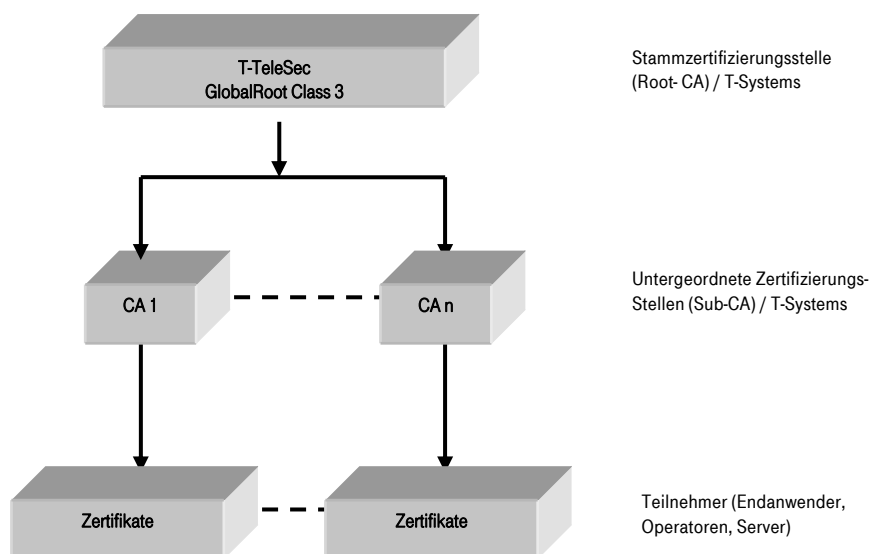 T-TeleSec
GlobalRoot Class 3
Stammzertifizierungsstelle
(Root- CA) / T-Systems
CA 1
CA n
Untergeordnete Zertifizierungs-
Stellen (Sub-CA) / T-Systems
Zertifikate
Zertifikate
Teilnehmer (Endanwender,
Operatoren, Server)